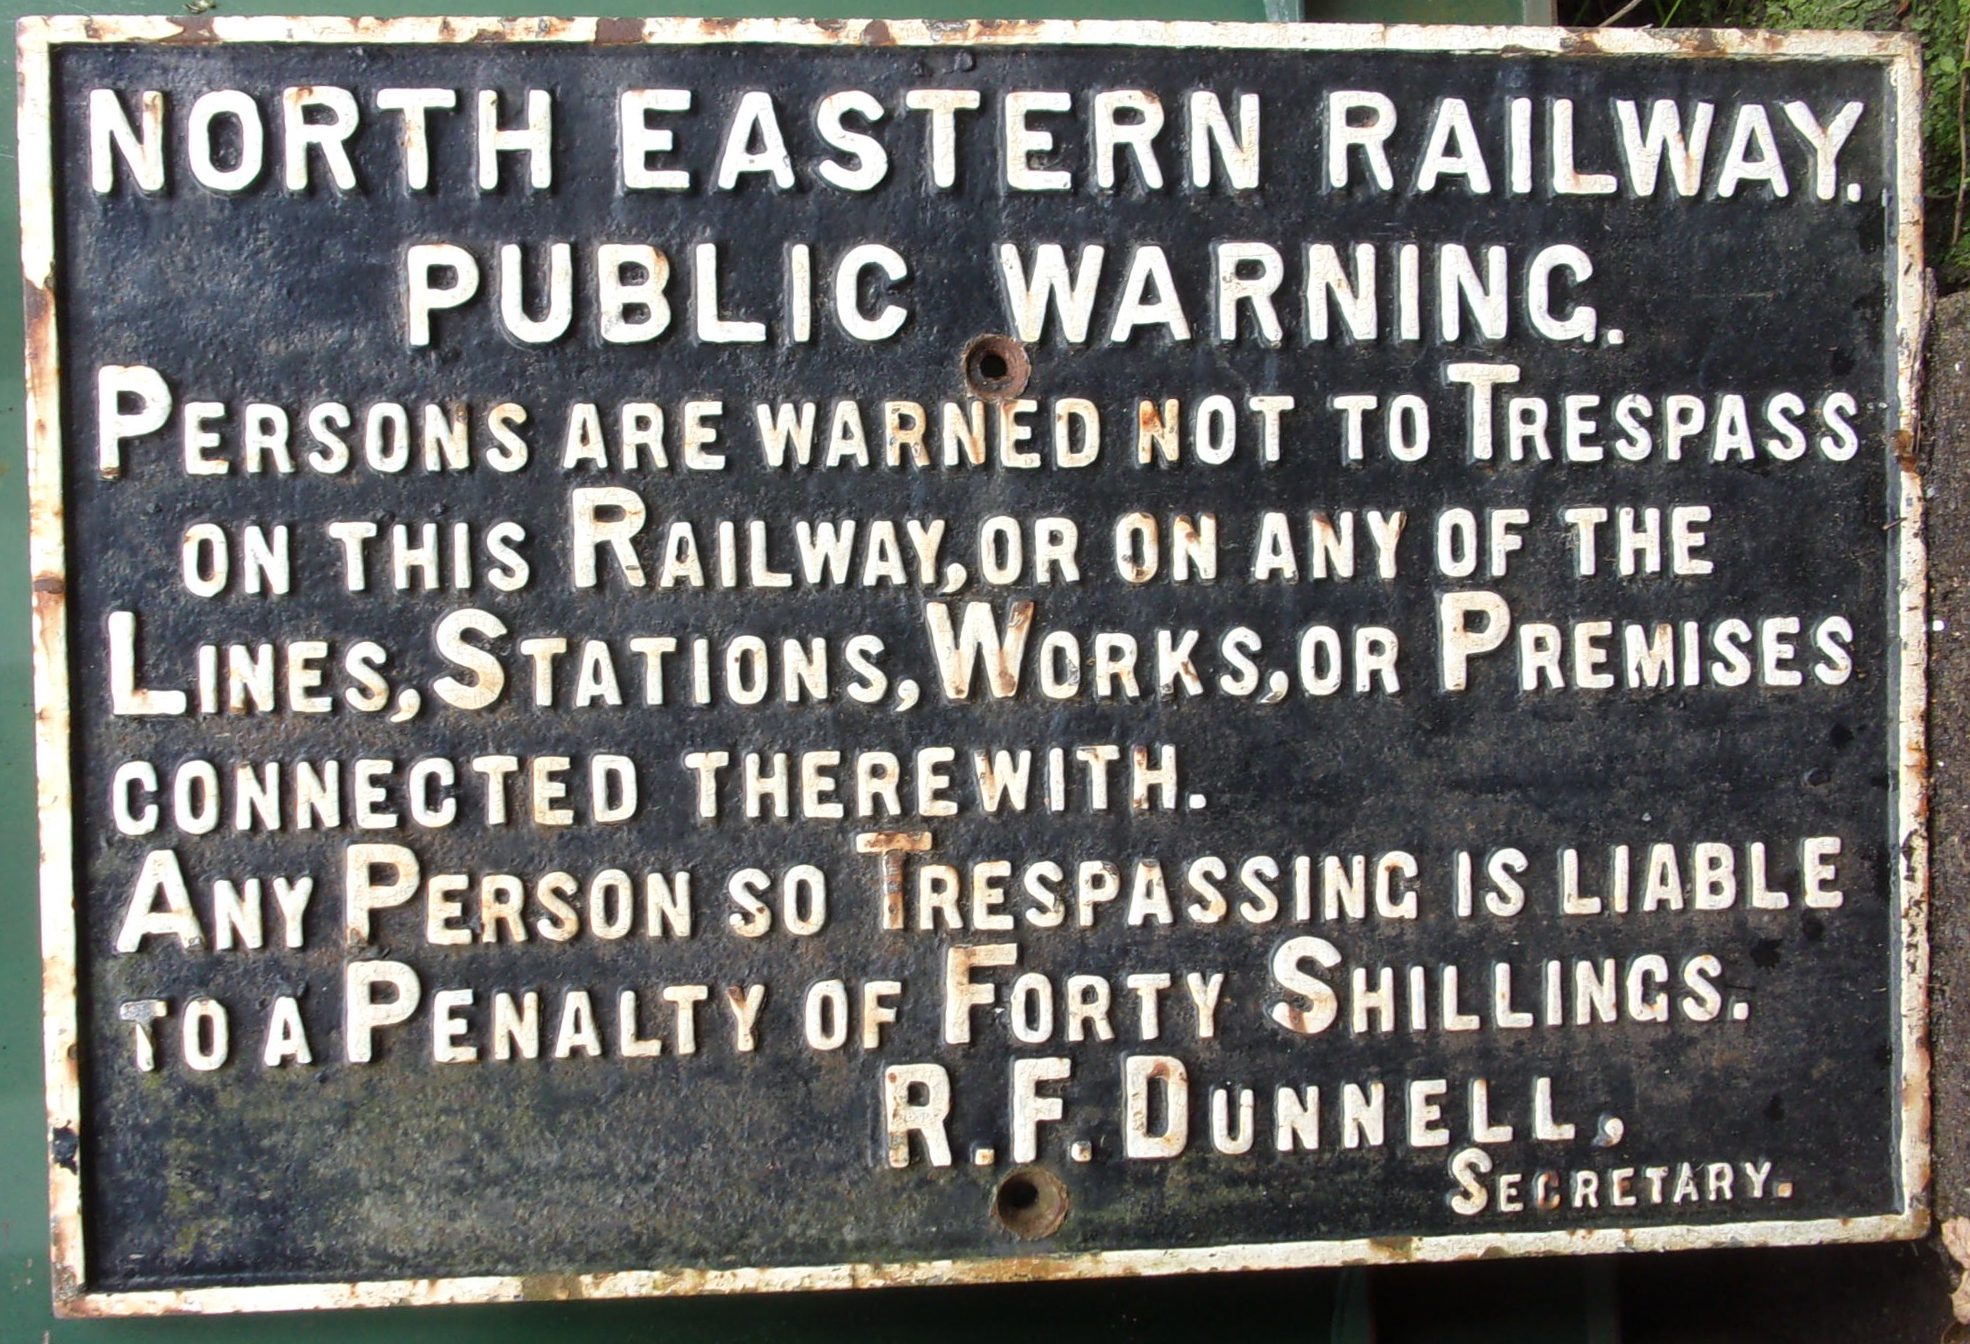 NORTH EASTERN RAILWAY.
PUBLIC WARNING.
PERSONS ARE WARNED NOT TO TRESPASS
ON THIS RAILWAY, OR ON ANY OF THE
LINES, STATIONS, WORKS, OR PREMISES
CONNECTED THEREWITH.
ANY PERSON SO TRESPASSING IS LIABLE
TO A PENALTY OF FORTY SHILLINGS.
R.F. DUNNELL,
SECRETARY.